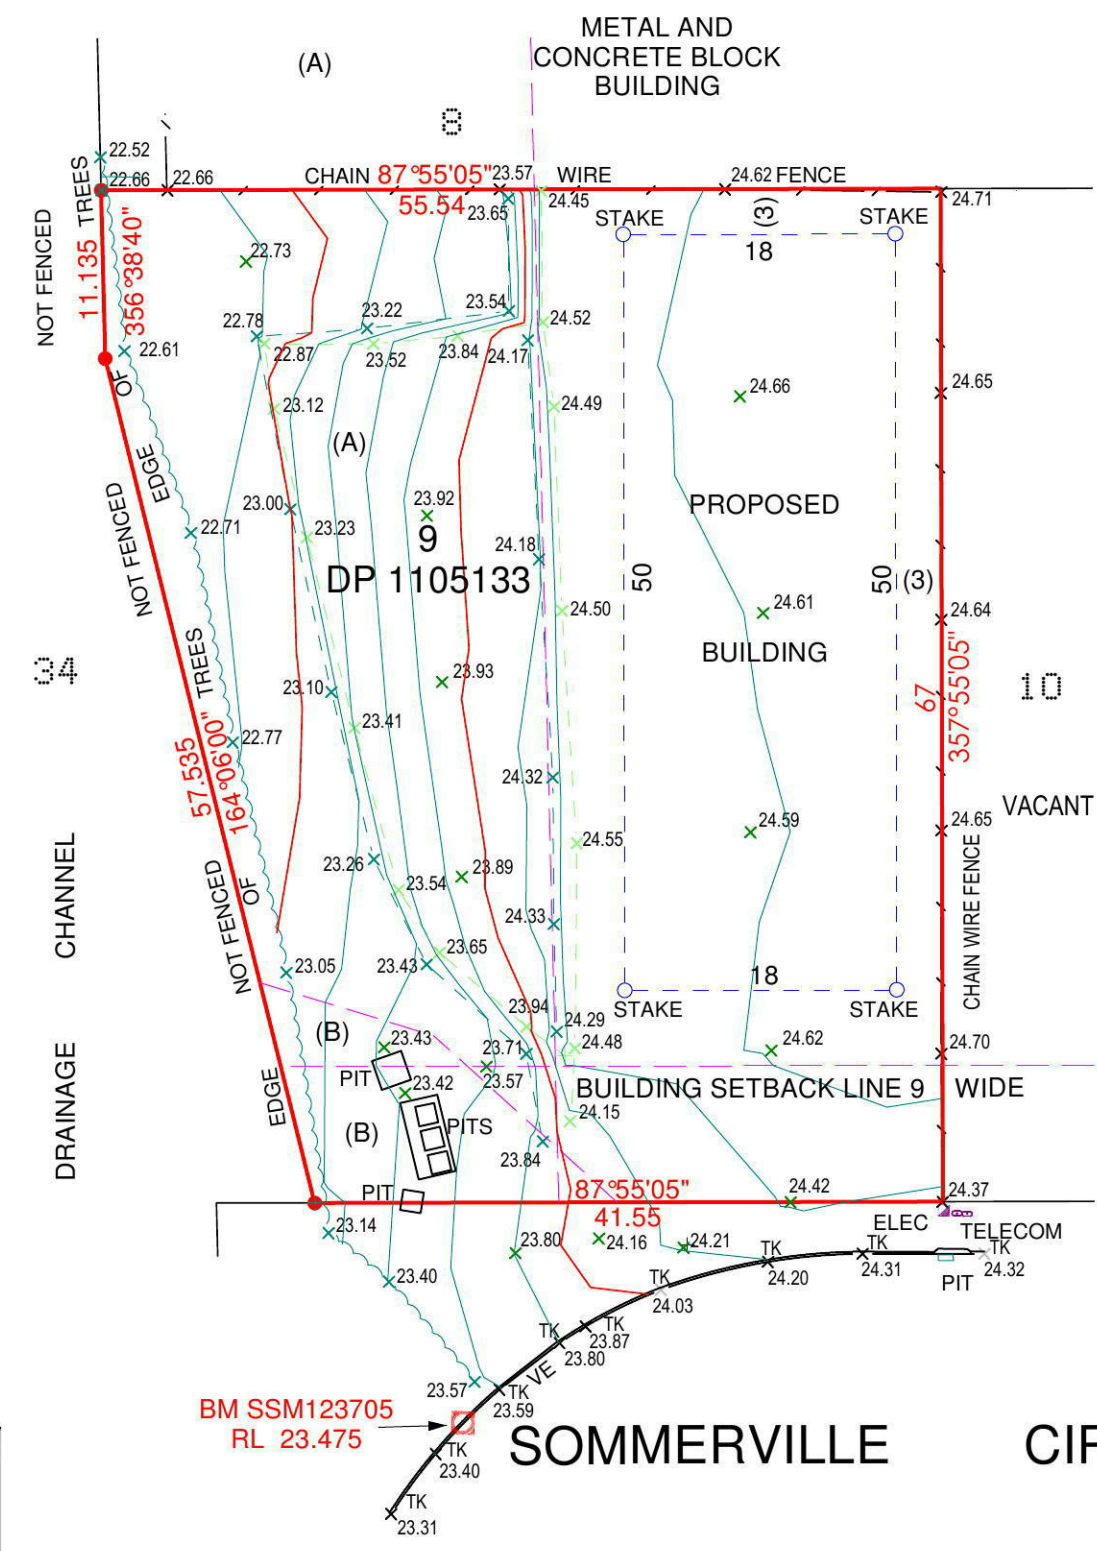 METAL AND
CONCRETE BLOCK
BUILDING
(A)
8
22.52
22.66
22.66
CHAIN
87°55'05"
55.54
23.57
WIRE
24.62
FENCE
24.71
23.65
24.45
STAKE
(3)
STAKE
18
TREES
NOT FENCED
11.135
356°38'40"
22.73
22.78
23.22
23.54
24.52
22.61
22.87
23.52
23.84
24.17
24.66
24.65
OF
EDGE
23.12
24.49
(A)
NOT FENCED
22.71
23.00
23.23
23.92
9
DP 1105133
24.18
PROPOSED
50
50
(3)
24.50
24.61
24.64
BUILDING
34
TREES
23.10
23.93
67
357°55'05"
10
22.77
23.41
57.535
164°06'00"
24.32
VACANT
24.55
24.59
24.65
23.26
23.54
23.89
CHANNEL
NOT FENCED
OF
24.33
CHAIN WIRE FENCE
23.65
23.43
23.05
18
STAKE
STAKE
23.94
24.29
24.48
(B)
23.43
23.71
23.57
24.62
24.70
DRAINAGE
EDGE
PIT
23.42
BUILDING SETBACK LINE 9
WIDE
(B)
PITS
24.15
23.84
PIT
87°55'05"
41.55
24.42
24.37
23.14
23.80
24.16
24.21
ELEC
TELECOM
TK
24.20
TK
24.31
TK
24.32
PIT
23.40
TK
24.03
TK
23.87
TK
23.80
VE
23.57
TK
23.59
BM SSM123705
RL 23.475
SOMMERVILLE
CIR
TK
23.40
TK
23.31